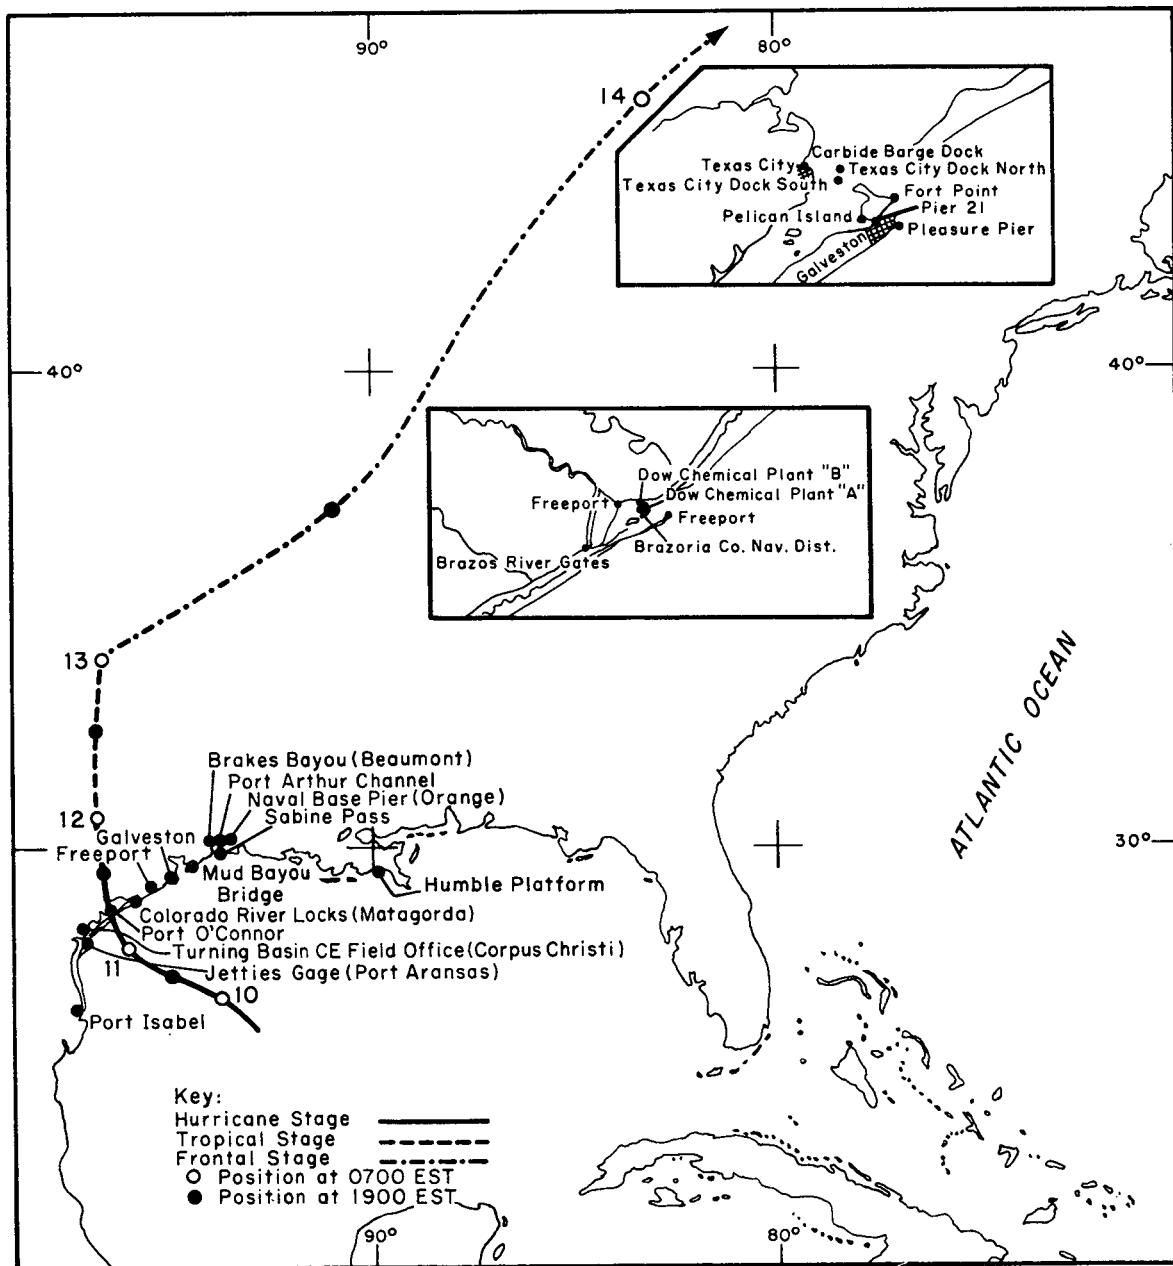 90°
80°
14
Carbide Barge Dock
Texas City
Texas City Dock North
Texas City Dock South
Fort Point
Pier 21
Pelican Island
Pleasure Pier
Galveston
40°
40°
Dow Chemical Plant "B"
Dow Chemical Plant "A"
Freeport
Freeport
Brazoria Co. Nav. Dist.
Brazos River Gates
13
ATLANTIC OCEAN
Brakes Bayou (Beaumont)
Port Arthur Channel
Naval Base Pier (Orange)
Sabine Pass
12
Galveston
Freeport
30°
Mud Bayou
Bridge
Humble Platform
Colorado River Locks (Matagorda)
Port O'Connor
Turning Basin CE Field Office (Corpus Christi)
11
Jetties Gage (Port Aransas)
10
Port Isabel
Key:
Hurricane Stage
Tropical Stage
Frontal Stage
Position at 0700 EST
Position at 1900 EST
90°
80°